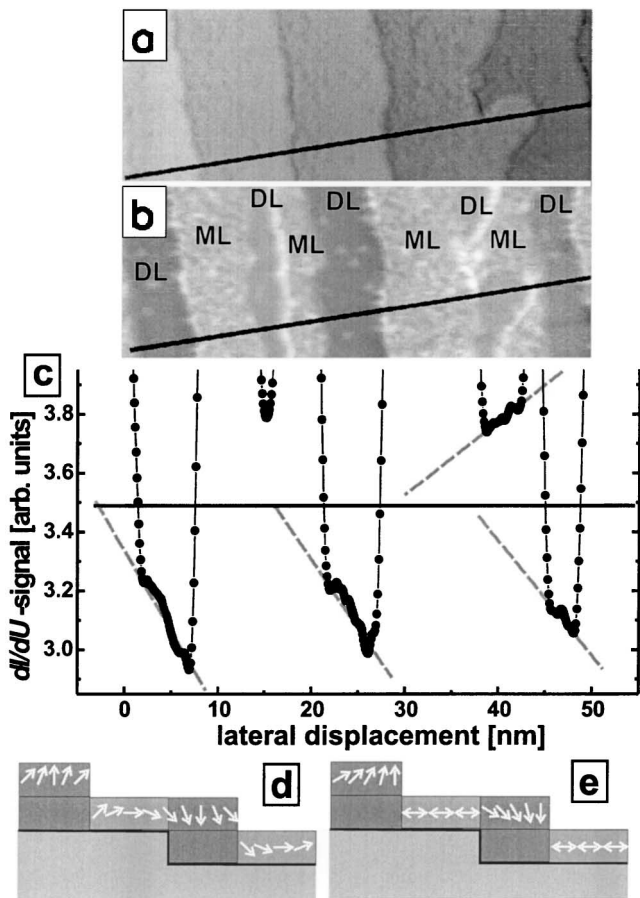 a
b
DL
ML
DL
ML
DL
ML
DL
ML
DL
c
dI/dU-signal [arb. units]
3.8
3.6
3.4
3.2
3.0
0 10 20 30 40 50
lateral displacement [nm]
d
e